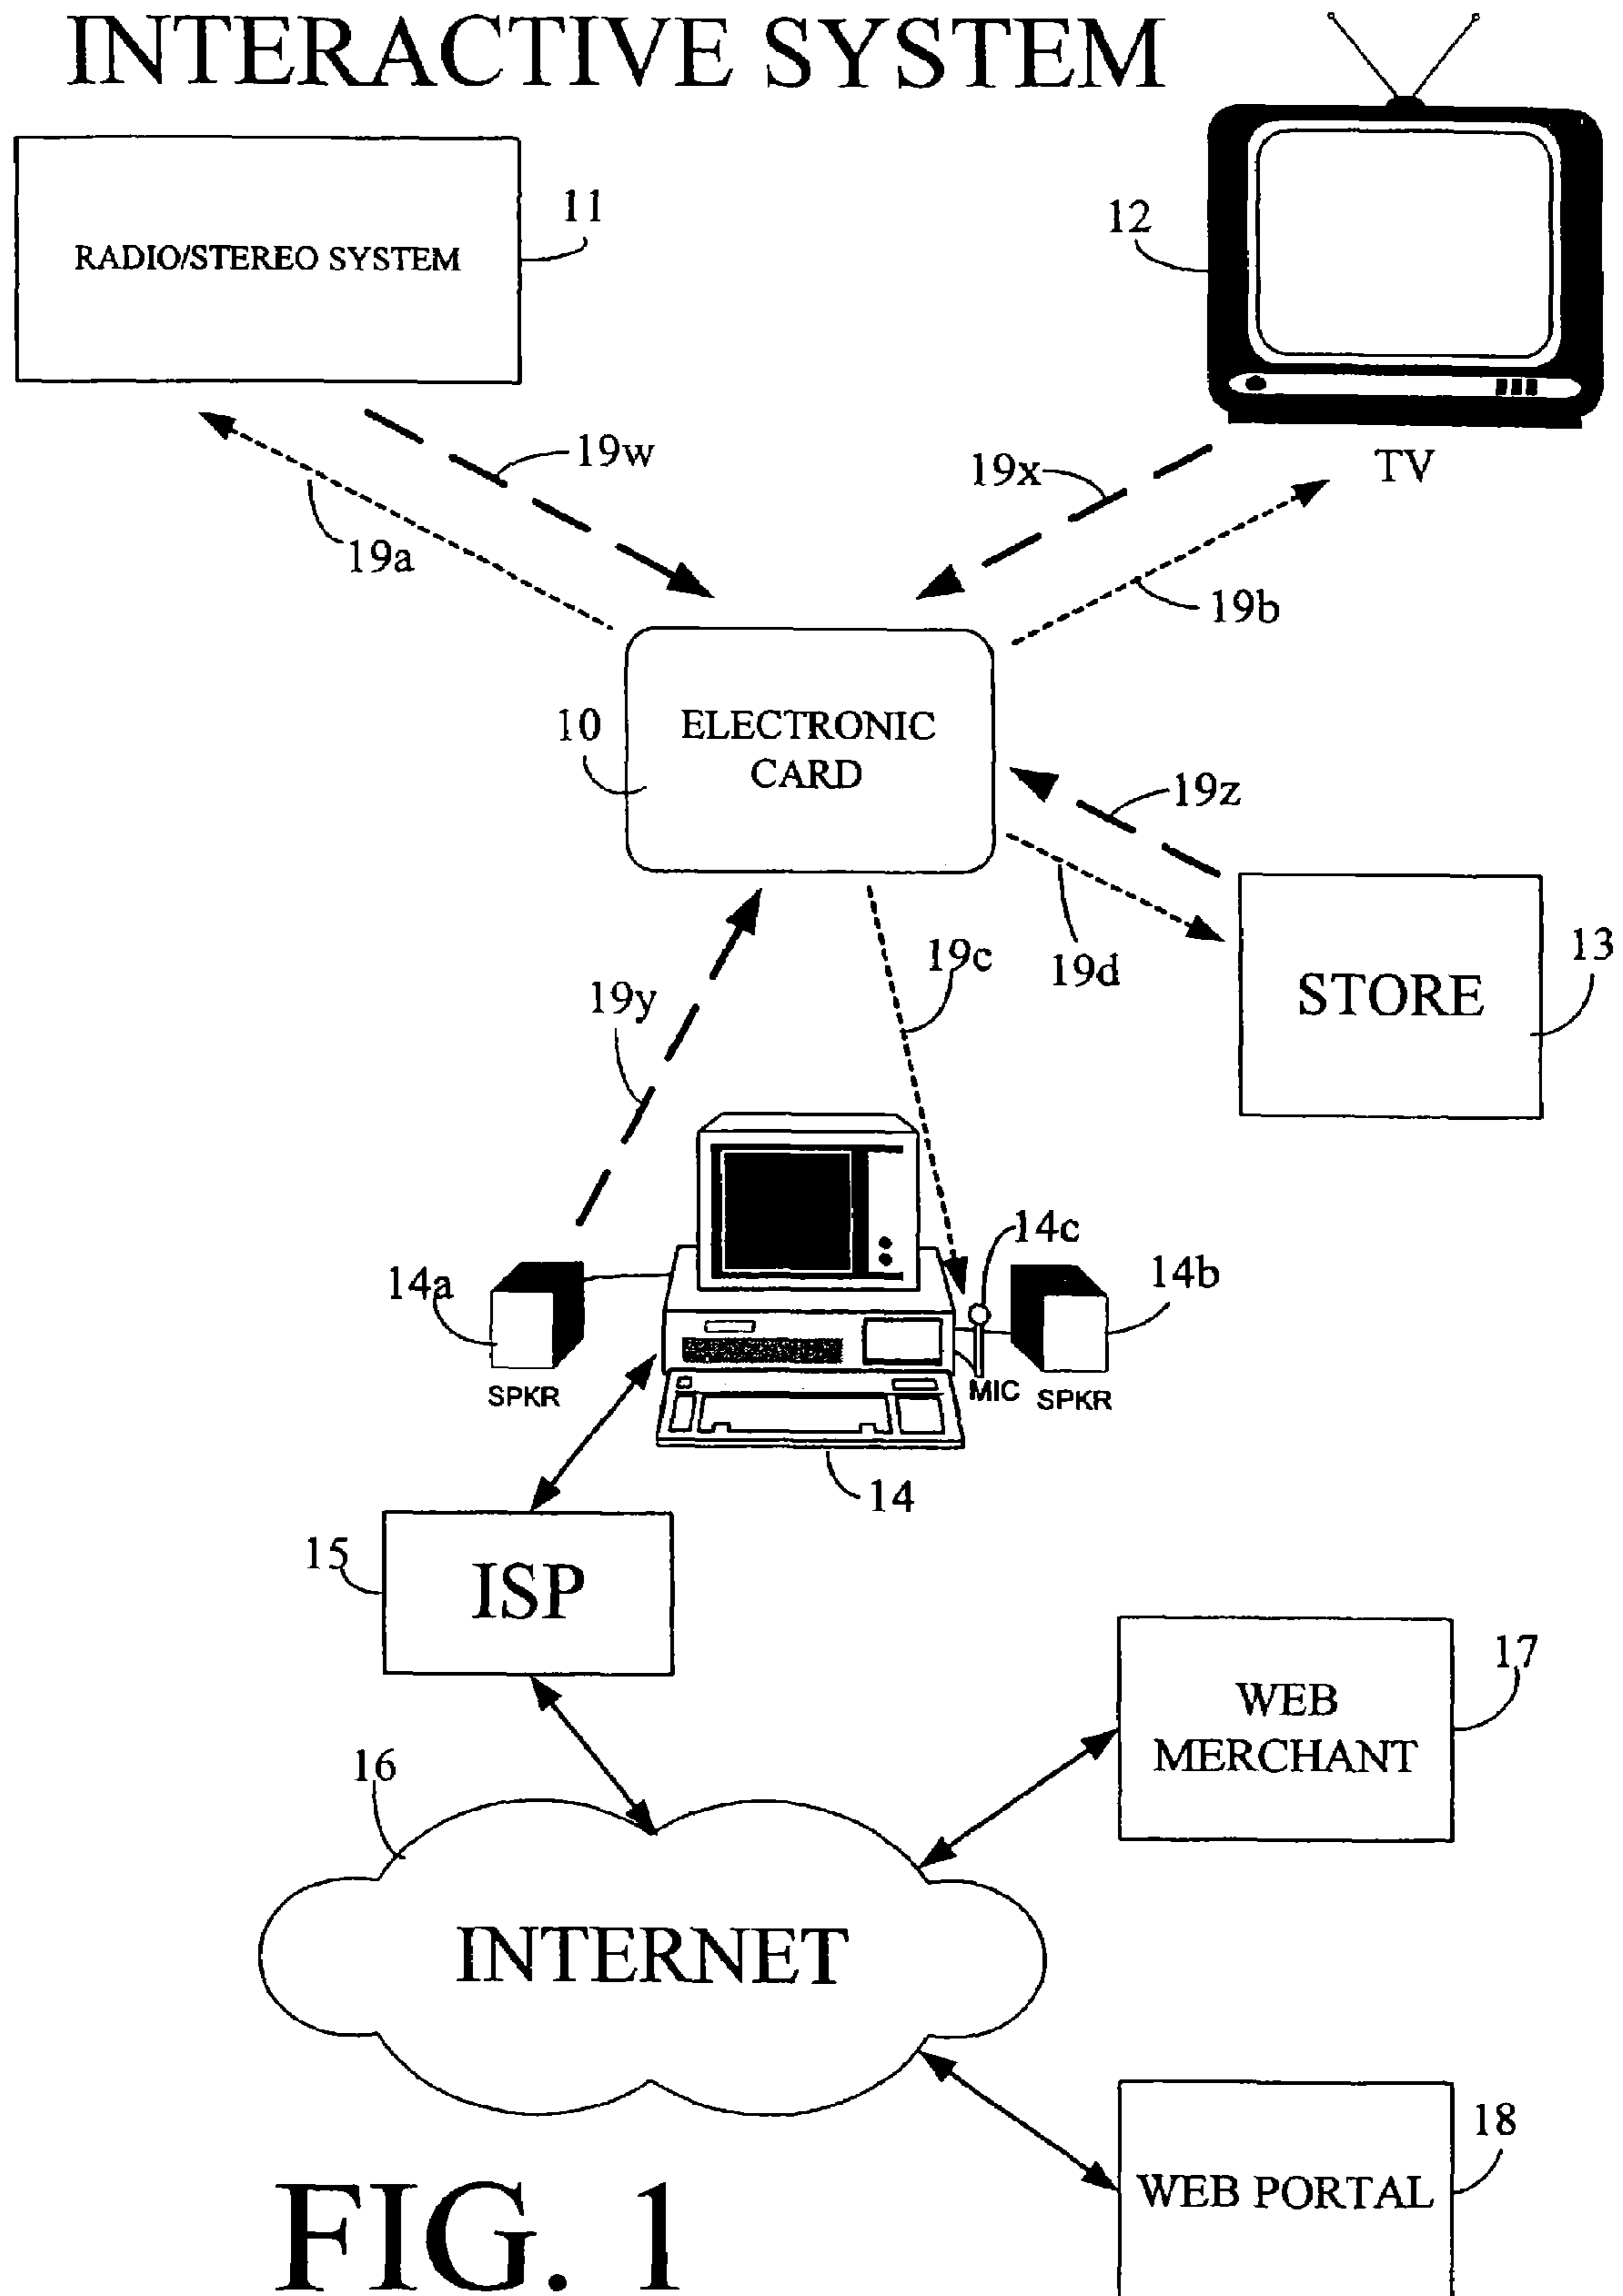 INTERACTIVE SYSTEM
RADIO/STEREO SYSTEM
11
12
TV
19w
19x
19a
19b
10
ELECTRONIC
CARD
19z
19d
19c
19y
STORE
13
14a
SPKR
14c
14b
MIC
SPKR
14
15
ISP
17
WEB
MERCHANT
16
INTERNET
18
WEB PORTAL
FIG. 1